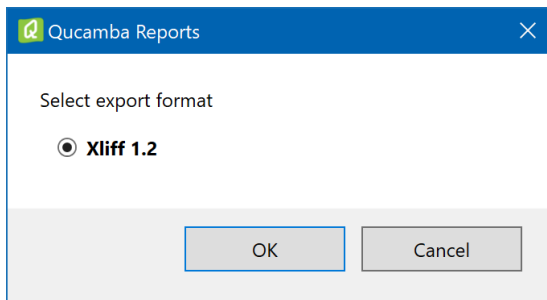 Qucamba Reports
Select export format
Xliff 1.2
OK
Cancel